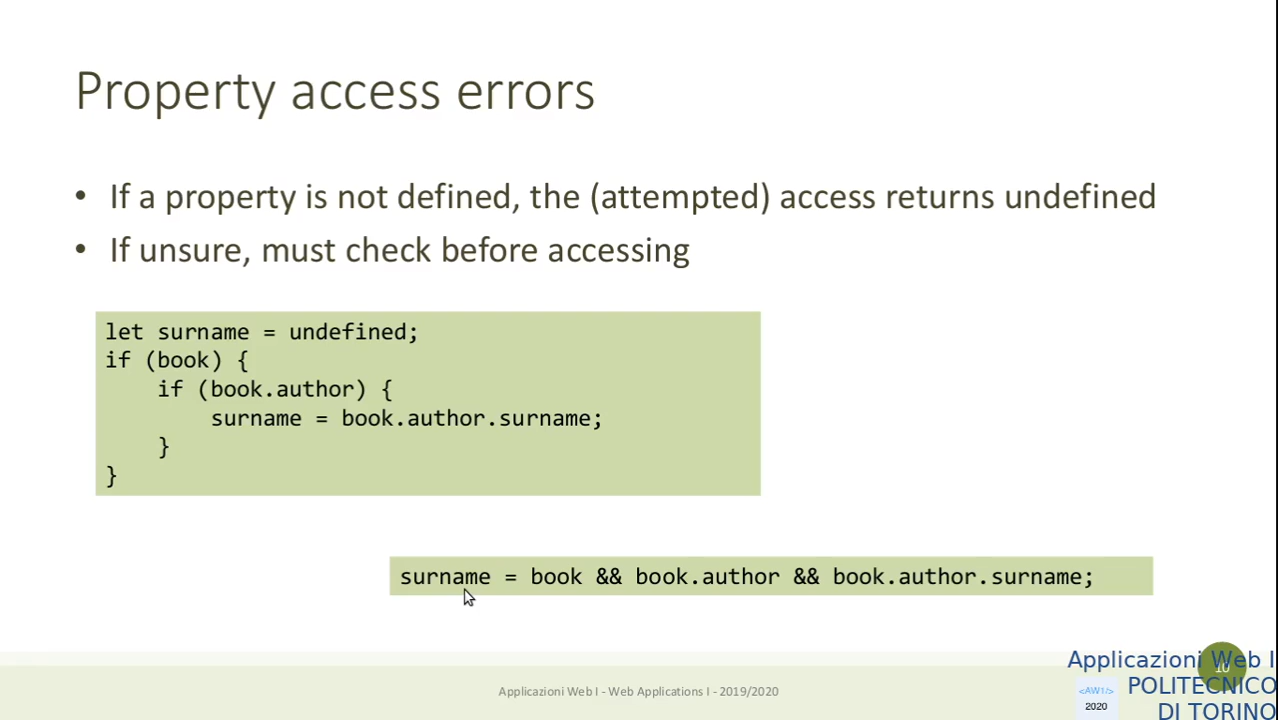 Property access errors
• If a property is not defined, the (attempted) access returns undefined
• If unsure, must check before accessing
let surname = undefined;
if (book) {
    if (book.author) {
        surname = book.author.surname;
    }
}
surname = book && book.author && book.author.surname;
Applicazioni Web I - Web Applications I - 2019/2020
10
Applicazioni Web I
POLITECNICO
DI TORINO
<AW1/>
2020